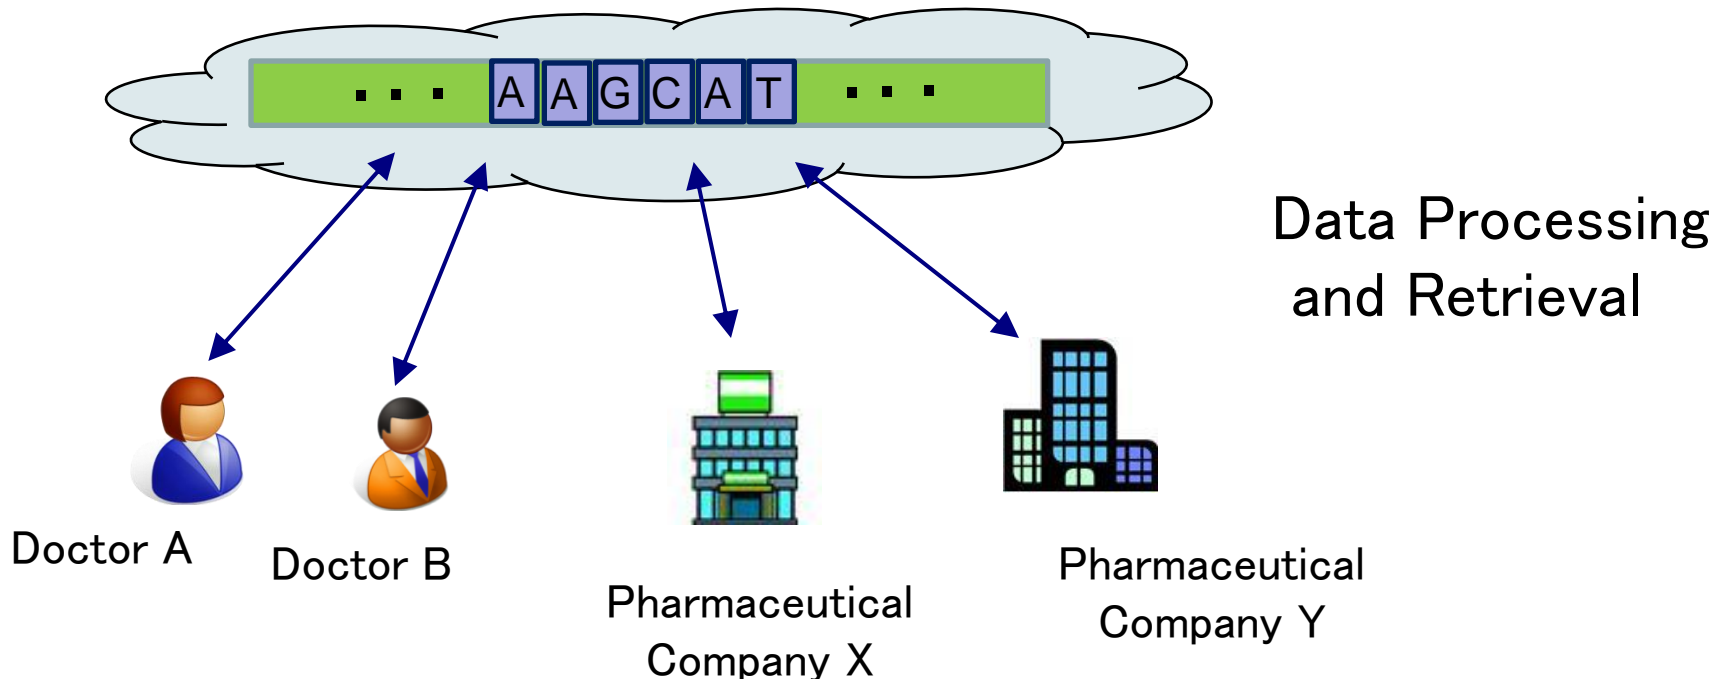 ... A A G C A T ...
Data Processing
and Retrieval
Doctor A
Doctor B
Pharmaceutical
Company X
Pharmaceutical
Company Y